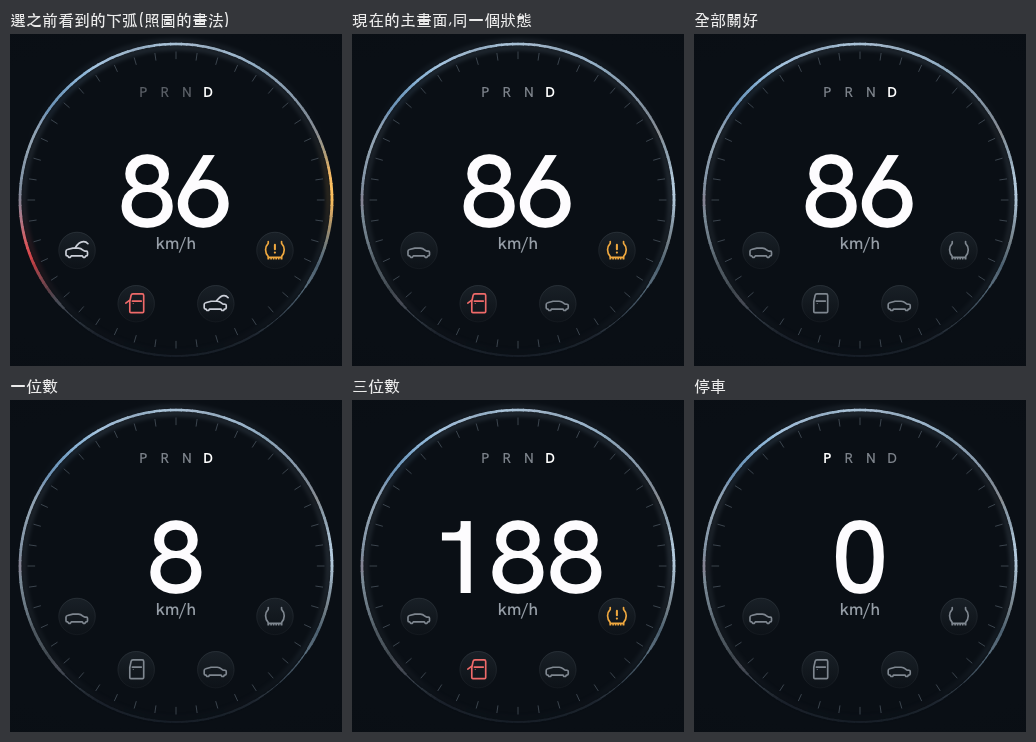 選之前看到的下弧(照圖的畫法)
P R N D
86
km/h
現在的主畫面,同一個狀態
P R N D
86
km/h
全部關好
P R N D
86
km/h
一位數
P R N D
8
km/h
三位數
P R N D
188
km/h
停車
P R N D
0
km/h